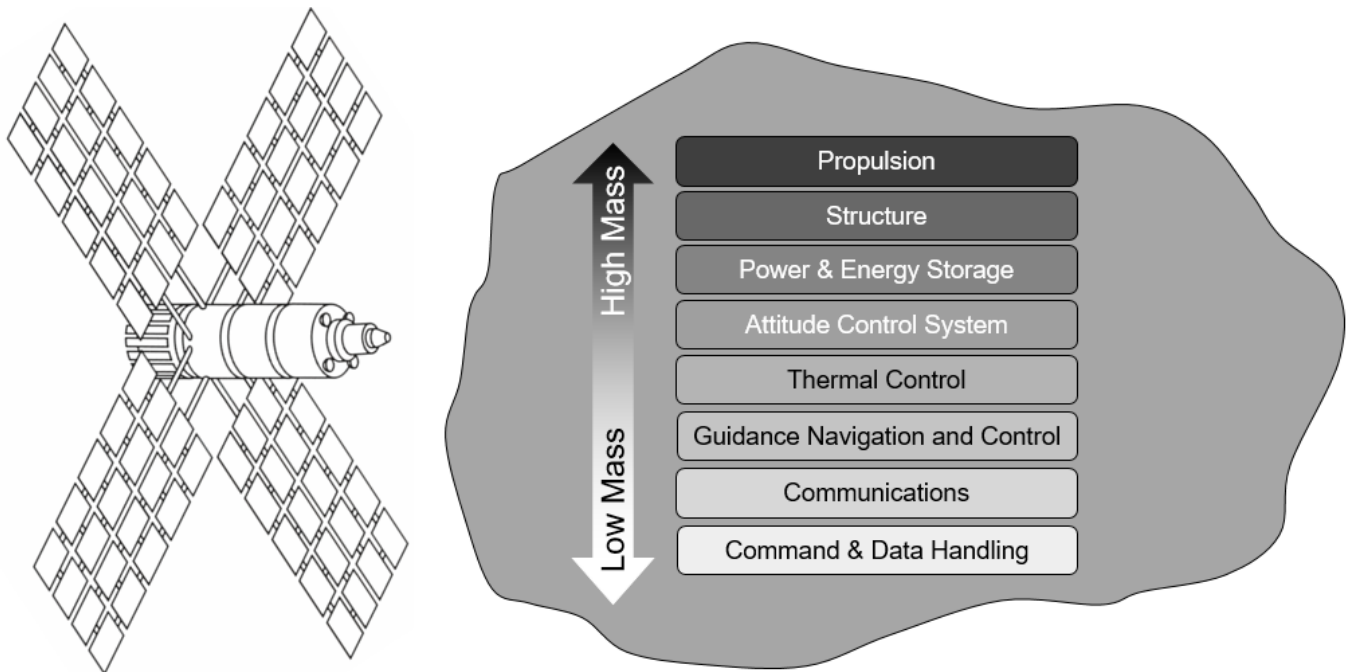 High Mass
Low Mass
Propulsion
Structure
Power & Energy Storage
Attitude Control System
Thermal Control
Guidance Navigation and Control
Communications
Command & Data Handling